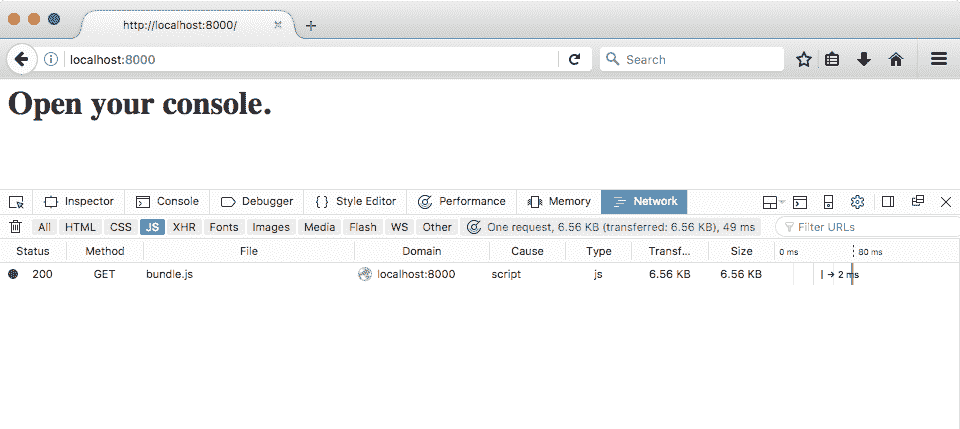 http://localhost:8000/
localhost:8000 Search
Open your console.
Inspector Console Debugger { } Style Editor Performance Memory Network
All HTML CSS JS XHR Fonts Images Media Flash WS Other One request, 6.56 KB (transferred: 6.56 KB), 49 ms Filter URLs
Status Method File Domain Cause Type Transf... Size 0 ms 80 ms
200 GET bundle.js localhost:8000 script js 6.56 KB 6.56 KB → 2 ms